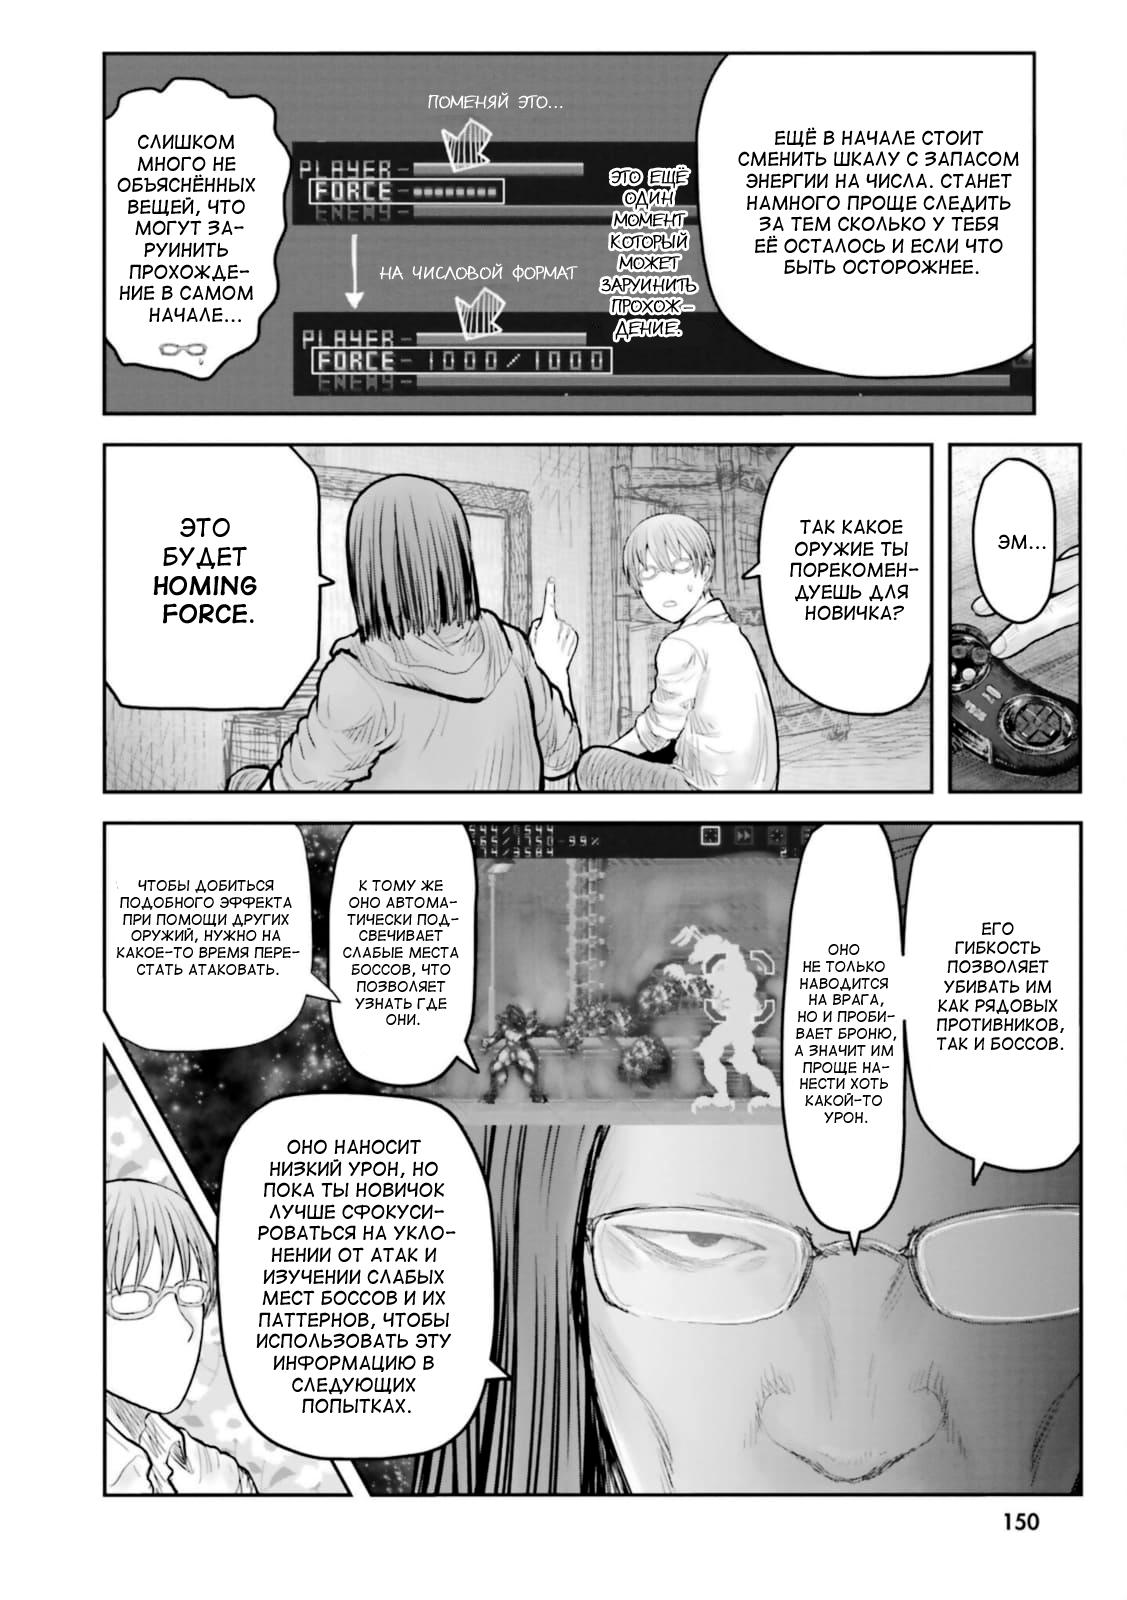 ЕЩЁ В НАЧАЛЕ СТОИТ
СМЕНИТЬ ШКАЛУ С ЗАПАСОМ
ЭНЕРГИИ НА ЧИСЛА. СТАНЕТ
НАМНОГО ПРОЩЕ СЛЕДИТЬ
ЗА ТЕМ СКОЛЬКО У ТЕБЯ
ЕЁ ОСТАЛОСЬ И ЕСЛИ ЧТО
БЫТЬ ОСТОРОЖНЕЕ.
ПОМЕНЯЙ ЭТО...
PLAYER-
FORCE-
ENEMY-
ЭТО ЕЩЁ
ОДИН
МОМЕНТ
КОТОРЫЙ
МОЖЕТ
ЗАРУИНИТЬ
ПРОХОЖ-
ДЕНИЕ.
НА ЧИСЛОВОЙ ФОРМАТ
PLAYER-
FORCE-1000/1000
ENEMY-
СЛИШКОМ
МНОГО НЕ
ОБЪЯСНЁННЫХ
ВЕЩЕЙ, ЧТО
МОГУТ ЗА-
РУИНИТЬ
ПРОХОЖДЕ-
НИЕ В САМОМ
НАЧАЛЕ...
ЭМ...
ТАК КАКОЕ
ОРУЖИЕ ТЫ
ПОРЕКОМЕН-
ДУЕШЬ ДЛЯ
НОВИЧКА?
ЭТО
БУДЕТ
HOMING
FORCE.
ЕГО
ГИБКОСТЬ
ПОЗВОЛЯЕТ
УБИВАТЬ ИМ
КАК РЯДОВЫХ
ПРОТИВНИКОВ,
ТАК И БОССОВ.
ОНО
НЕ ТОЛЬКО
НАВОДИТСЯ
НА ВРАГА,
НО И ПРОБИ-
ВАЕТ БРОНЮ,
А ЗНАЧИТ ИМ
ПРОЩЕ НА-
НЕСТИ ХОТЬ
КАКОЙ-ТО
УРОН.
К ТОМУ ЖЕ
ОНО АВТОМА-
ТИЧЕСКИ ПОД-
СВЕЧИВАЕТ
СЛАБЫЕ МЕСТА
БОССОВ, ЧТО
ПОЗВОЛЯЕТ
УЗНАТЬ ГДЕ
ОНИ.
ЧТОБЫ ДОБИТЬСЯ
ПОДОБНОГО ЭФФЕКТА
ПРИ ПОМОЩИ ДРУГИХ
ОРУЖИЙ, НУЖНО НА
КАКОЕ-ТО ВРЕМЯ ПЕРЕ-
СТАТЬ АТАКОВАТЬ.
ОНО НАНОСИТ
НИЗКИЙ УРОН, НО
ПОКА ТЫ НОВИЧОК
ЛУЧШЕ СФОКУСИ-
РОВАТЬСЯ НА УКЛО-
НЕНИИ ОТ АТАК И
ИЗУЧЕНИИ СЛАБЫХ
МЕСТ БОССОВ И ИХ
ПАТТЕРНОВ, ЧТОБЫ
ИСПОЛЬЗОВАТЬ ЭТУ
ИНФОРМАЦИЮ В
СЛЕДУЮЩИХ
ПОПЫТКАХ.
150